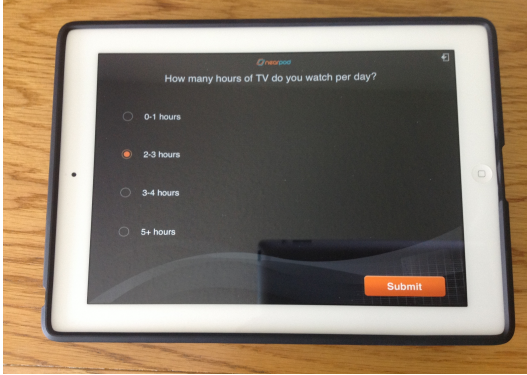 nearpod
How many hours of TV do you watch per day?
0-1 hours
2-3 hours
3-4 hours
5+ hours
Submit